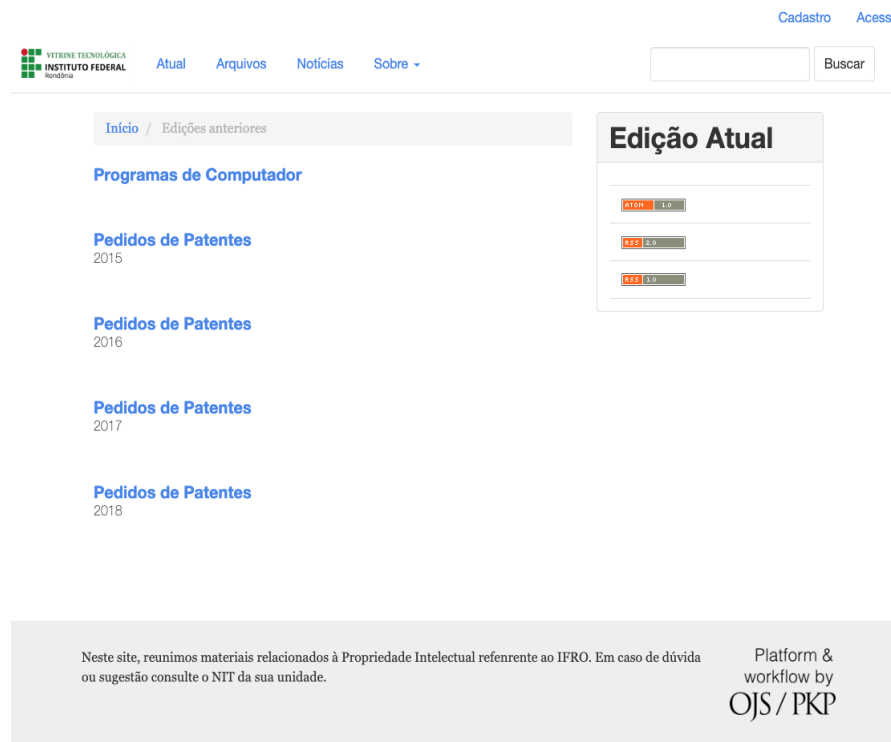 Cadastro Acess
VITRINE TECNOLÓGICA
INSTITUTO FEDERAL
Rondônia
Atual Arquivos Notícias Sobre
Buscar
Início / Edições anteriores
Edição Atual
Programas de Computador
ATOM 1.0
Pedidos de Patentes
2015
RSS 2.0
RSS 1.0
Pedidos de Patentes
2016
Pedidos de Patentes
2017
Pedidos de Patentes
2018
Neste site, reunimos materiais relacionados à Propriedade Intelectual refenrente ao IFRO. Em caso de dúvida
ou sugestão consulte o NIT da sua unidade.
Platform &
workflow by
OJS / PKP